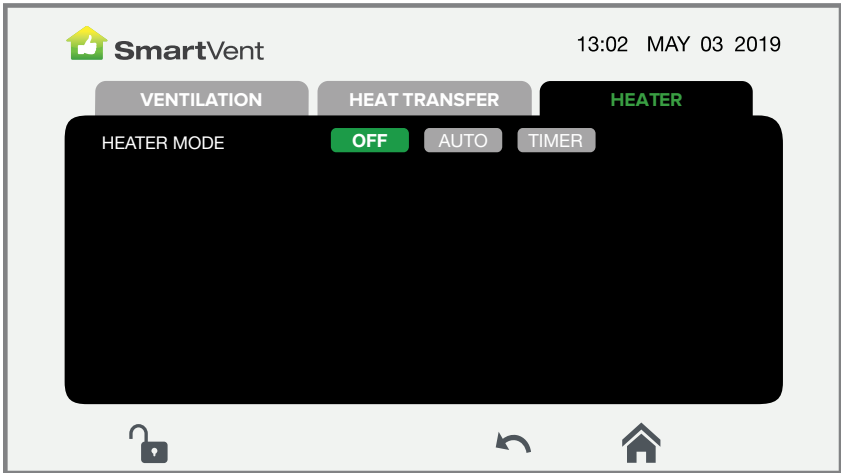 SmartVent
13:02 MAY 03 2019
VENTILATION HEAT TRANSFER HEATER
HEATER MODE OFF AUTO TIMER